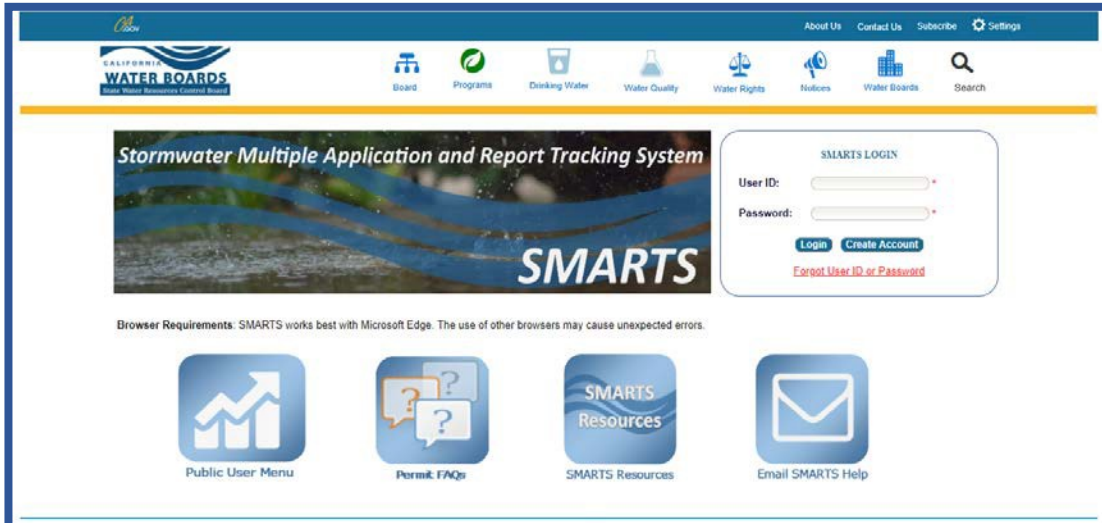 CA.GOV
About Us Contact Us Subscribe Settings
CALIFORNIA
WATER BOARDS
State Water Resources Control Board
Board Programs Drinking Water Water Quality Water Rights Notices Water Boards Search
Stormwater Multiple Application and Report Tracking System
SMARTS
SMARTS LOGIN
User ID: *
Password: *
Login Create Account
Forgot User ID or Password
Browser Requirements: SMARTS works best with Microsoft Edge. The use of other browsers may cause unexpected errors.
? ? ?
SMARTS
Resources
Public User Menu Permit FAQs SMARTS Resources Email SMARTS Help